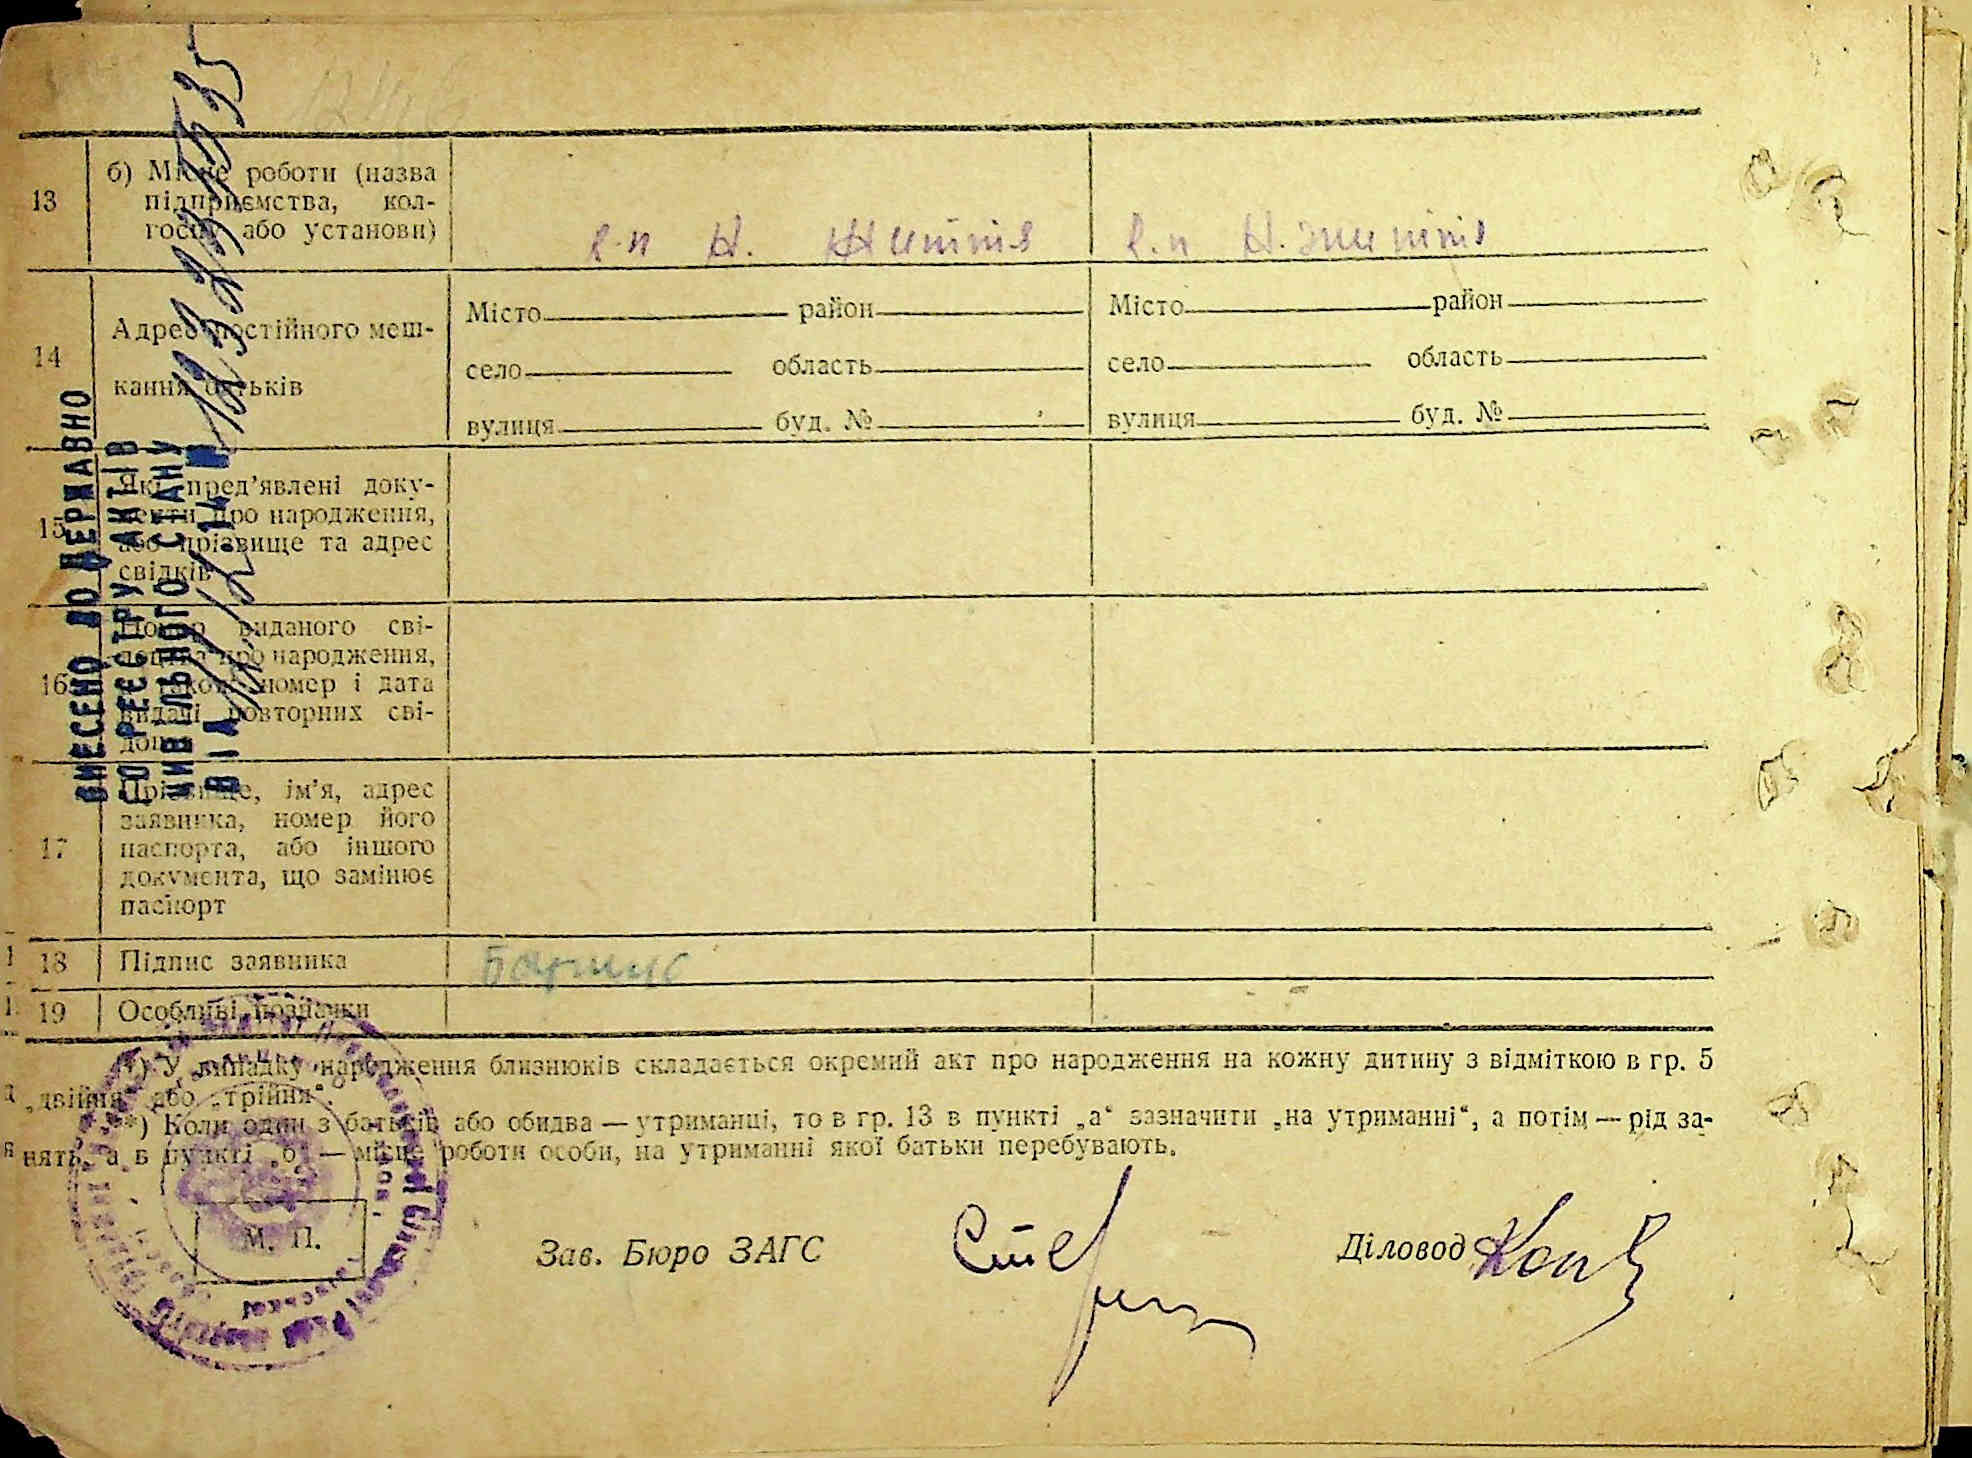 13
б) Місце роботи (назва
підприємства, кол-
госпу або установи)
к-п Н. Життя
к.п Н. Життя
14
Адрес постійного меш-
кання батьків
Місто район
село область
вулиця буд. №
Місто район
село область
вулиця буд. №
15
Які пред'явлені доку-
менти про народження,
або прізвище та адрес
свідків
16
Номер виданого сві-
доцтва про народження,
а також номер і дата
видачі повторних сві-
доцтв
17
Прізвище, ім'я, адрес
заявника, номер його
паспорта, або іншого
документа, що замінює
паспорт
18
Підпис заявника
19
Особливі позначки
ВНЕСЕНО ДО ДЕРЖАВНО
ГО РЕЄСТРУ АКТІВ
ЦИВІЛЬНОГО СТАНУ
ВІД
*) У випадку народження близнюків складається окремий акт про народження на кожну дитину з відміткою в гр. 5
„двійня“ або „трійня“.
**) Коли один з батьків або обидва — утриманці, то в гр. 13 в пункті „а“ зазначити „на утриманні“, а потім — рід за-
нять, а в пункті „б“ — місце роботи особи, на утриманні якої батьки перебувають.
М. П.
Зав. Бюро ЗАГС
Діловод